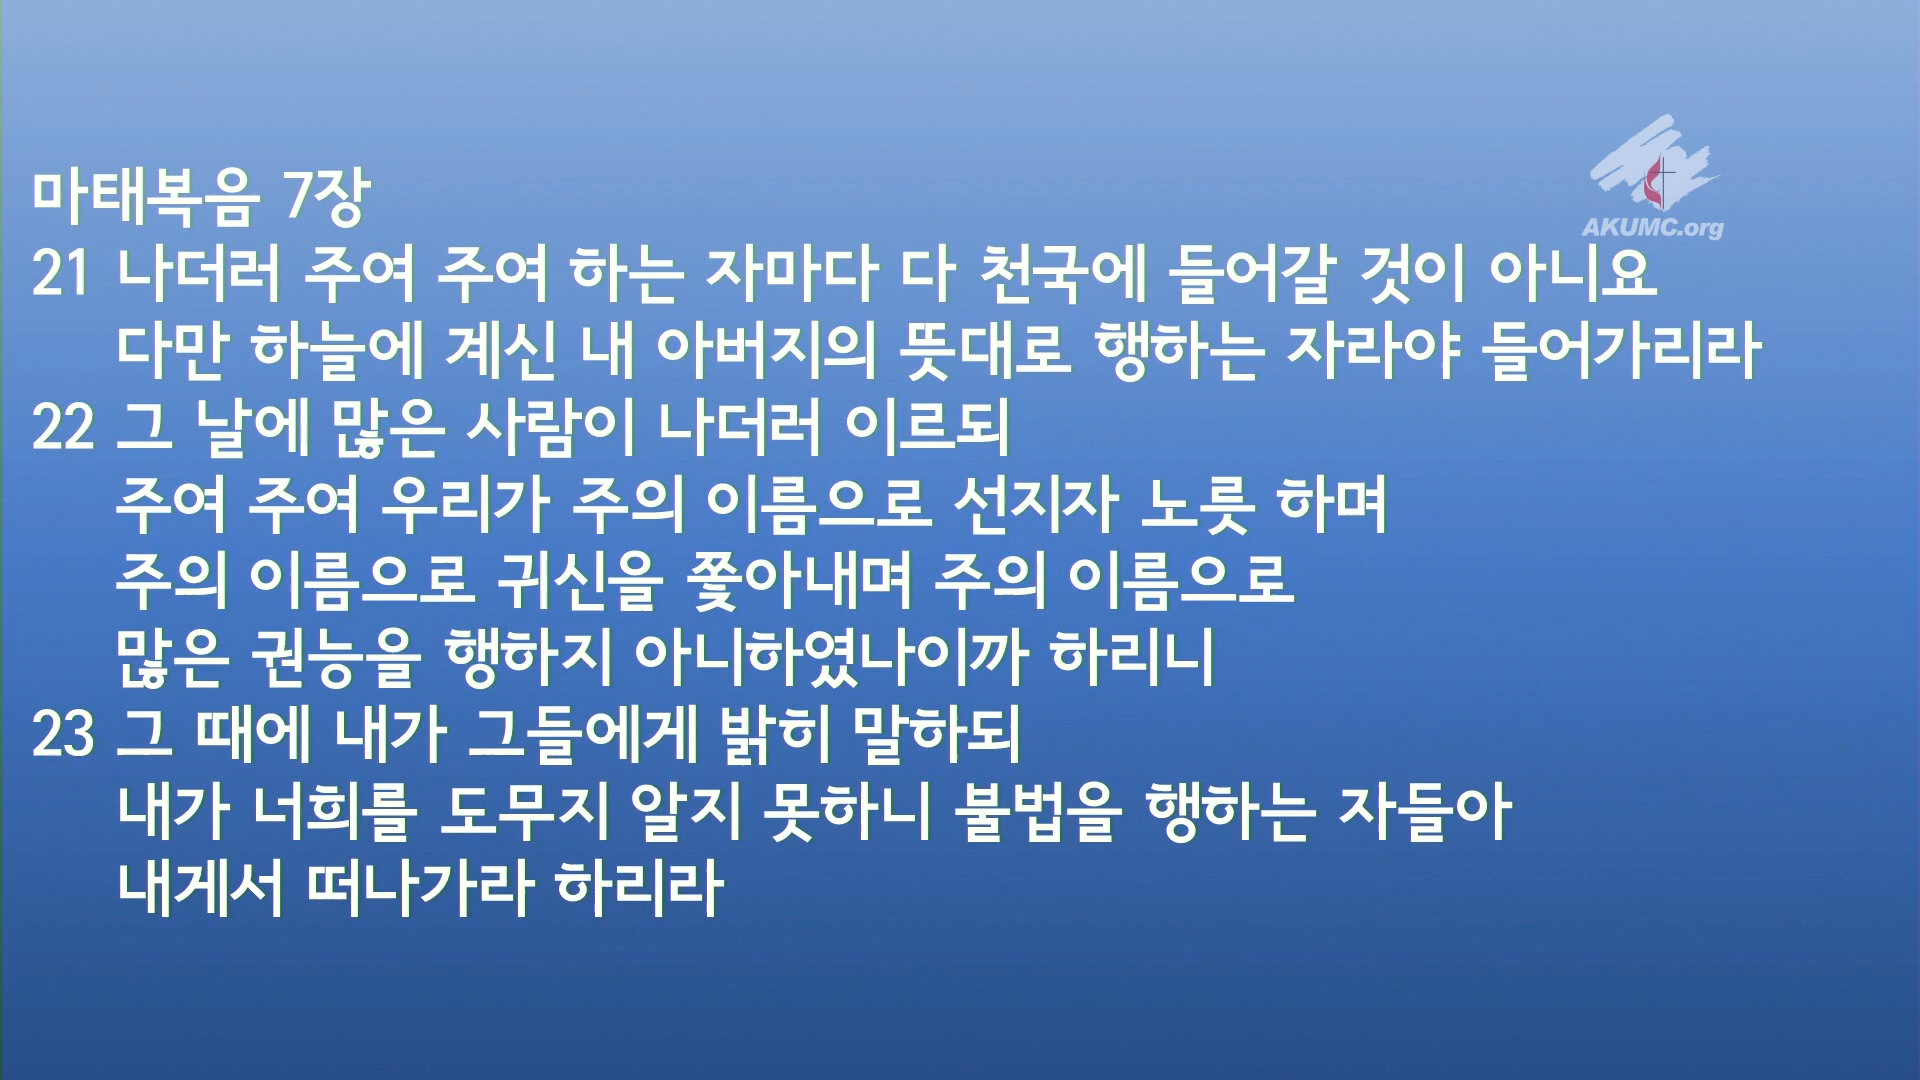 마태복음 7장
AKUMC.org
21 나더러 주여 주여 하는 자마다 다 천국에 들어갈 것이 아니요
다만 하늘에 계신 내 아버지의 뜻대로 행하는 자라야 들어가리라
22 그 날에 많은 사람이 나더러 이르되
주여 주여 우리가 주의 이름으로 선지자 노릇 하며
주의 이름으로 귀신을 쫓아내며 주의 이름으로
많은 권능을 행하지 아니하였나이까 하리니
23 그 때에 내가 그들에게 밝히 말하되
내가 너희를 도무지 알지 못하니 불법을 행하는 자들아
내게서 떠나가라 하리라